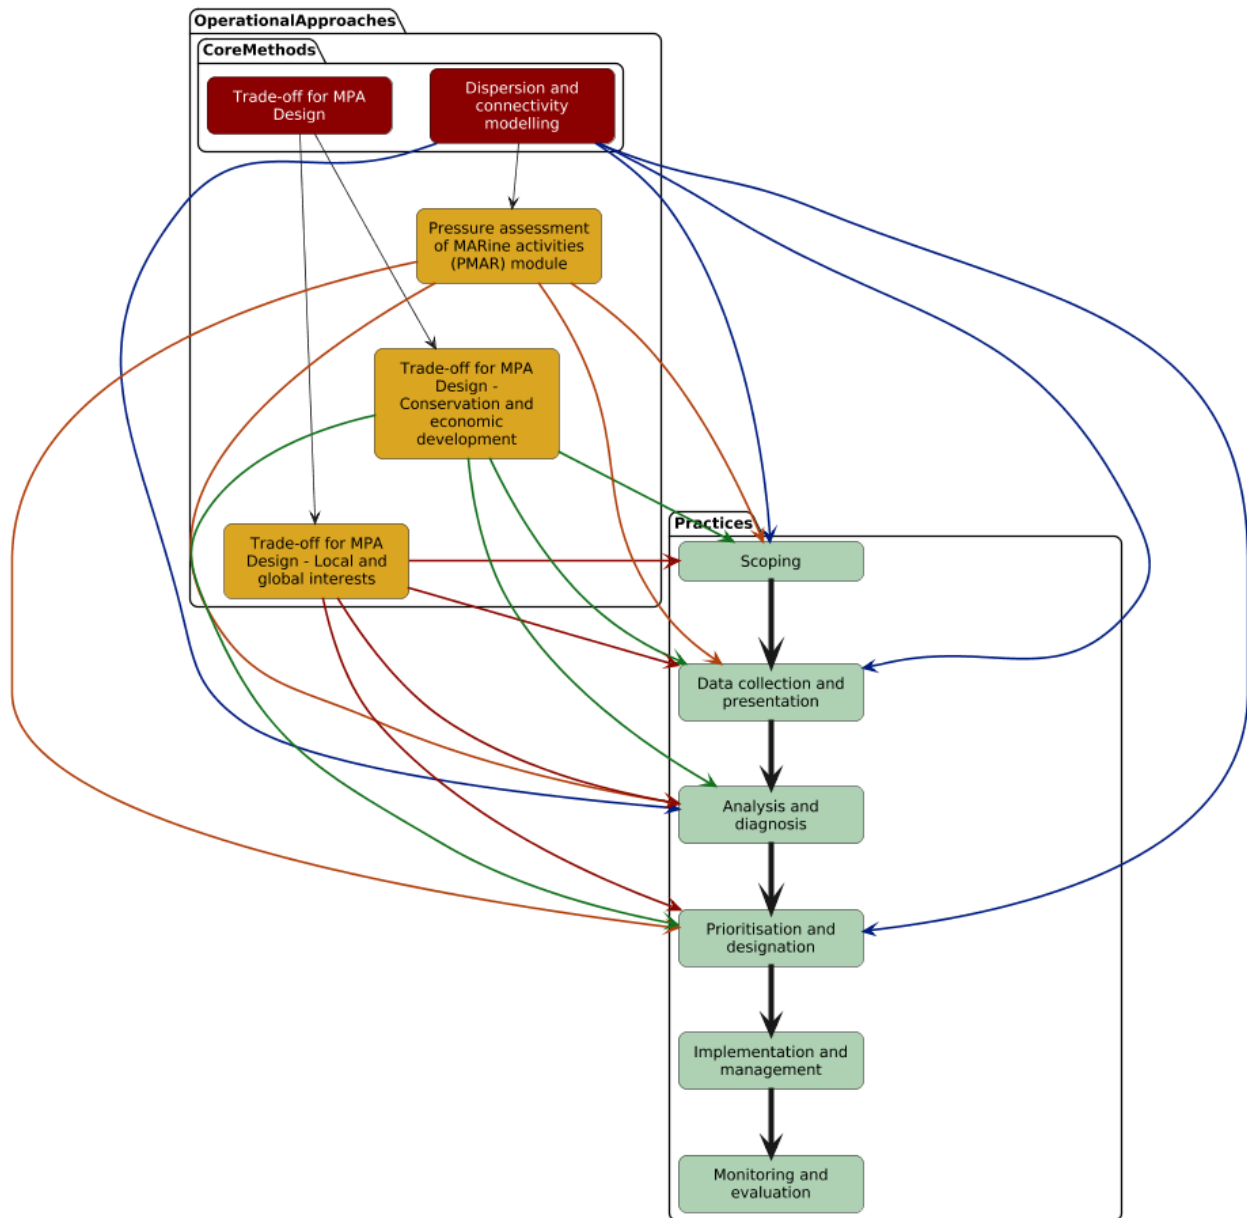 OperationalApproaches
CoreMethods
Trade-off for MPA
Design
Dispersion and
connectivity
modelling
Pressure assessment
of MARine activities
(PMAR) module
Trade-off for MPA
Design -
Conservation and
economic
development
Trade-off for MPA
Design - Local and
global interests
Practices
Scoping
Data collection and
presentation
Analysis and
diagnosis
Prioritisation and
designation
Implementation and
management
Monitoring and
evaluation